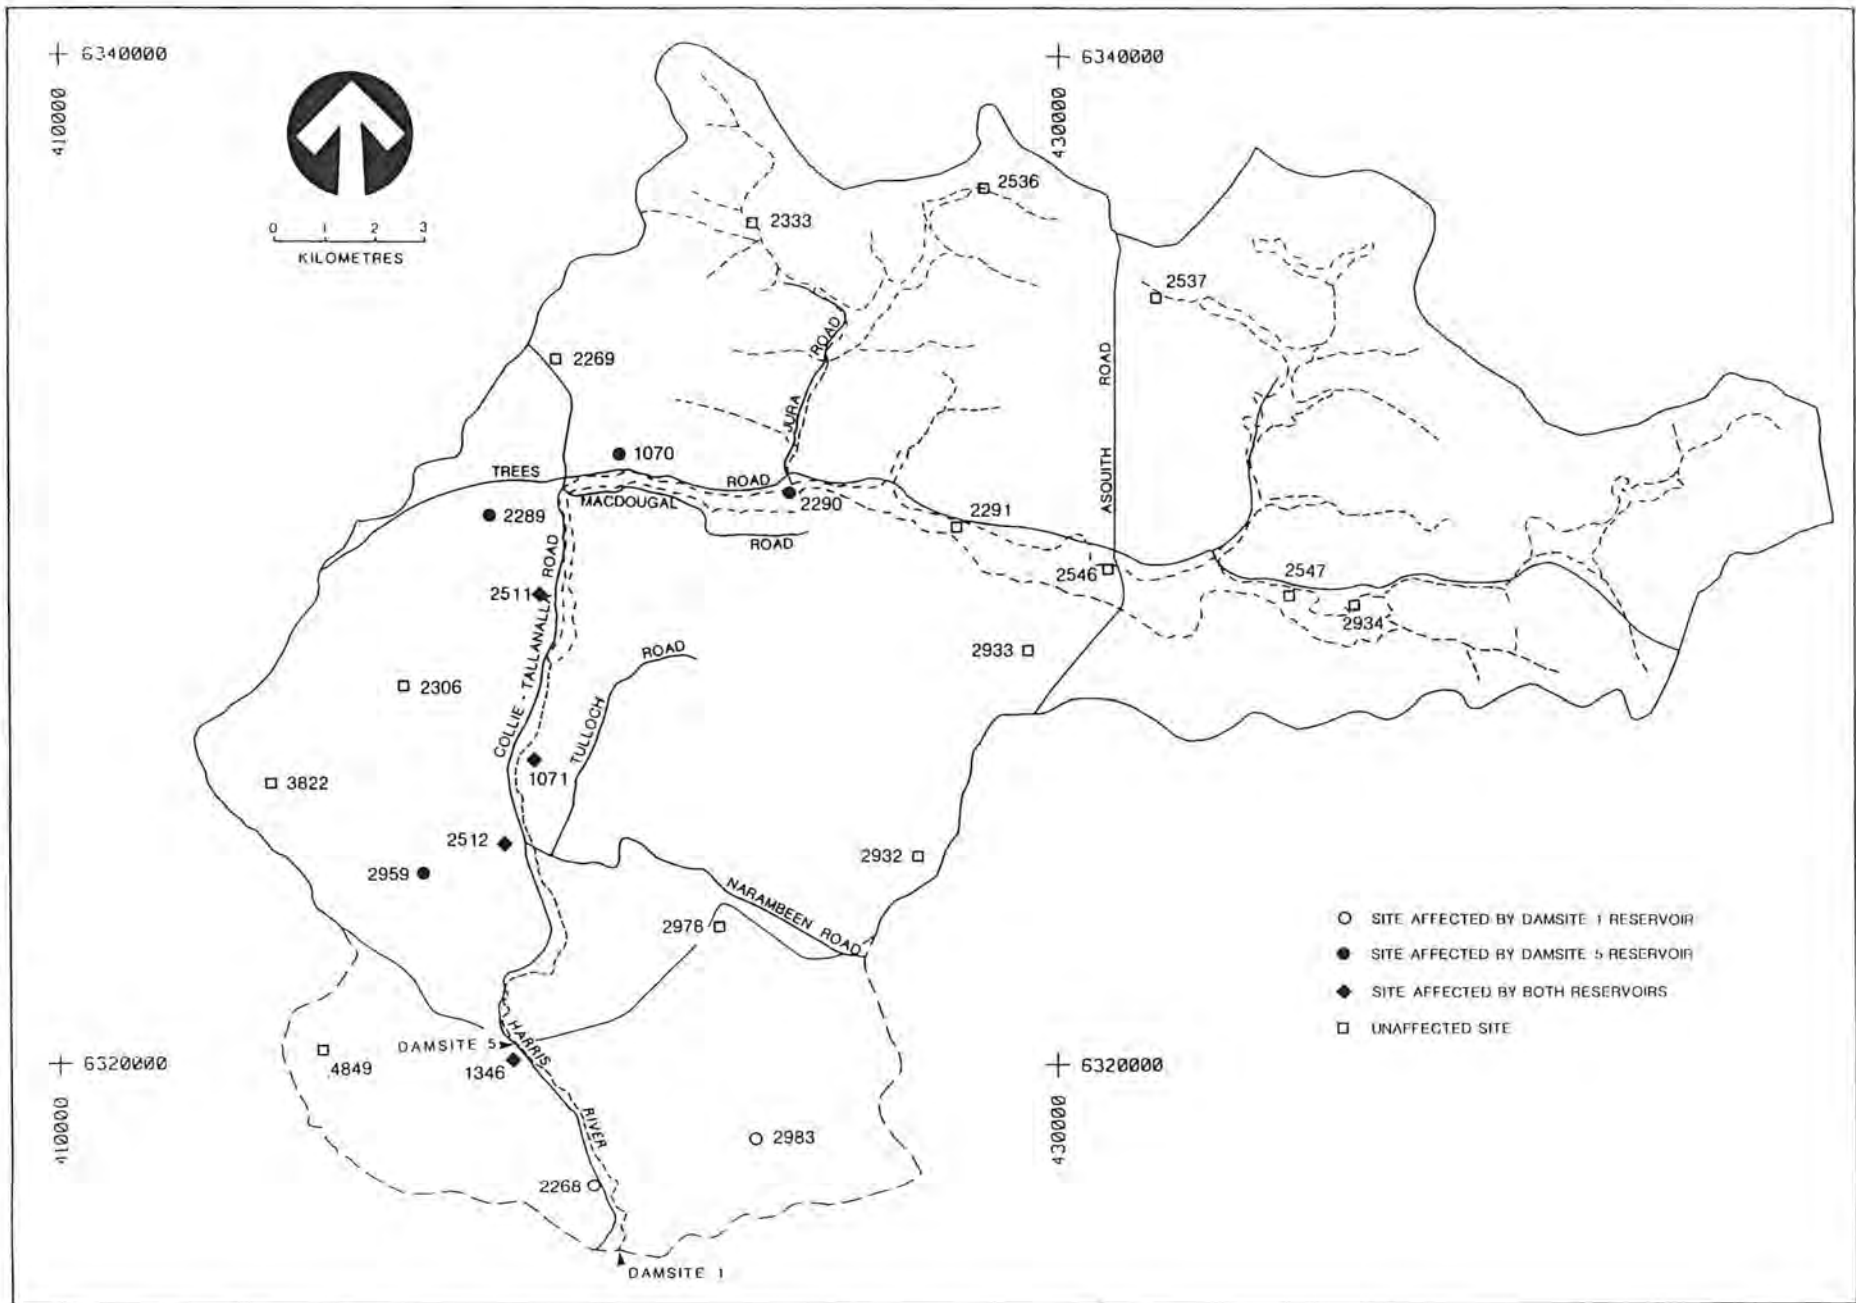 6340000
6340000
410000
430000
0 1 2 3
KILOMETRES
2536
2333
2537
2269
JURA ROAD
ASQUITH ROAD
1070
TREES ROAD
MACDOUGAL ROAD
2290
2289
2291
2546
2547
2934
2511
COLLIE - TALLANALLA ROAD
2933
TULLOCH ROAD
2306
1071
3822
2512
2932
2959
NARAMBEEN ROAD
2978
SITE AFFECTED BY DAMSITE 1 RESERVOIR
SITE AFFECTED BY DAMSITE 5 RESERVOIR
SITE AFFECTED BY BOTH RESERVOIRS
UNAFFECTED SITE
HARRIS RIVER
DAMSITE 5
6320000
4849
1346
6320000
410000
430000
2983
2268
DAMSITE 1